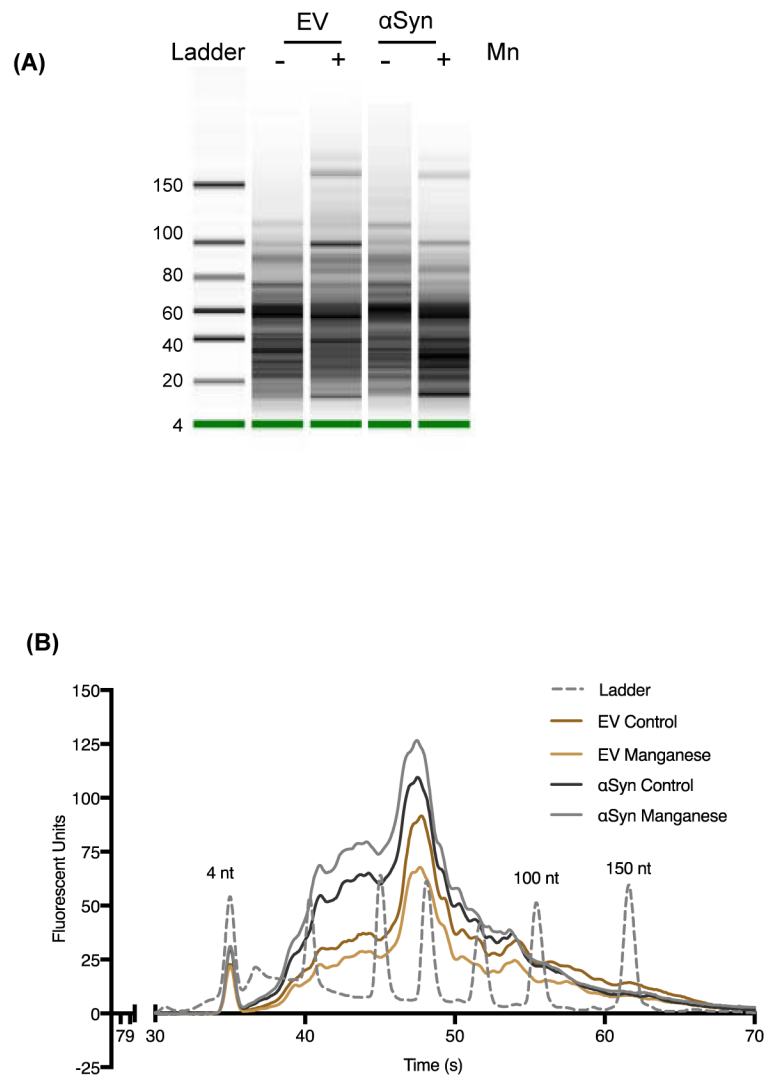 EV αSyn
(A) Ladder - + - + Mn
150
100
80
60
40
20
4
(B)
150
125
100
75
50
25
0
-25
Fluorescent Units
Ladder
EV Control
EV Manganese
αSyn Control
αSyn Manganese
4 nt 100 nt 150 nt
79 30 40 50 60 70
Time (s)